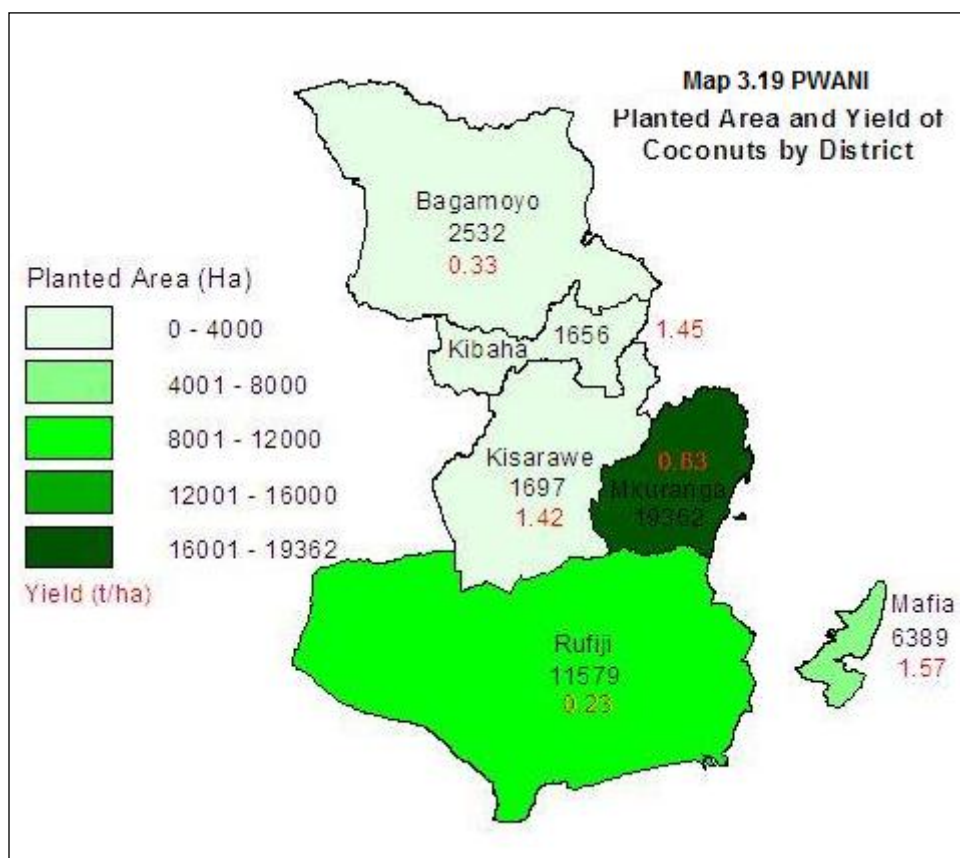 Map 3.19 PWANI
Planted Area and Yield of
Coconuts by District
Bagamoyo
2532
0.33
Planted Area (Ha)
0 - 4000
4001 - 8000
8001 - 12000
12001 - 16000
16001 - 19362
Yield (t/ha)
Kibaha
1656
1.45
Kisarawe
1697
1.42
0.83
Mkuranga
19362
Rufiji
11579
0.23
Mafia
6389
1.57